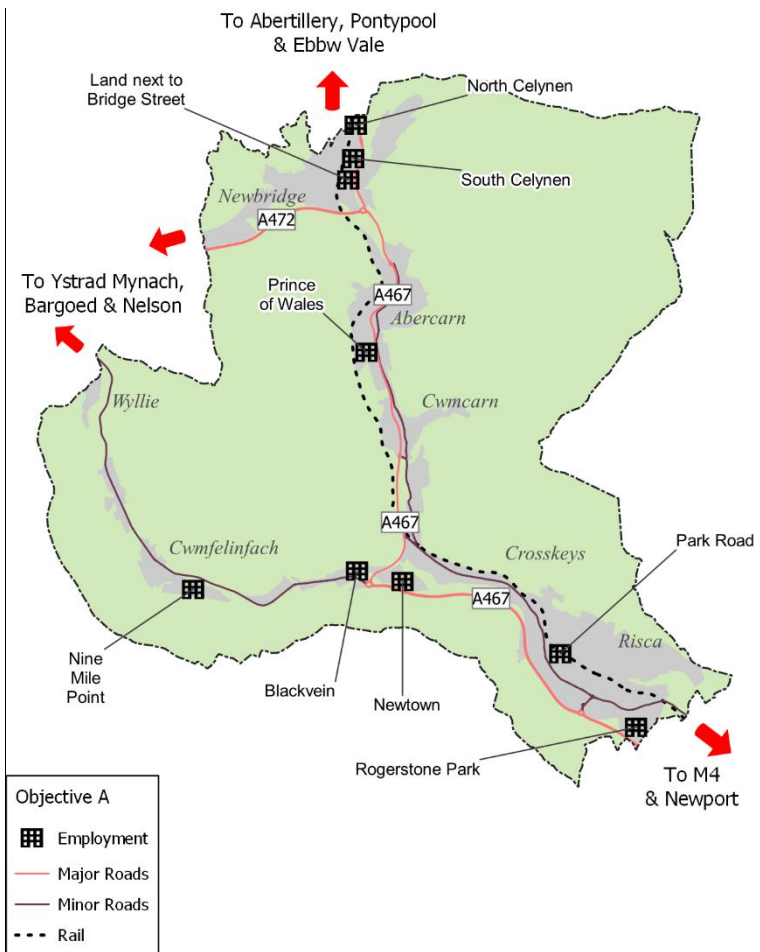 To Abertillery, Pontypool
& Ebbw Vale
Land next to
Bridge Street
North Celynen
South Celynen
Newbridge
A472
To Ystrad Mynach,
Bargoed & Nelson
Prince
of Wales
A467
Abercarn
Wyllie
Cwmcarn
A467
Cwmfelinfach
Crosskeys
Park Road
A467
Risca
Nine
Mile
Point
Blackvein
Newtown
Rogerstone Park
To M4
& Newport
Objective A
Employment
Major Roads
Minor Roads
Rail